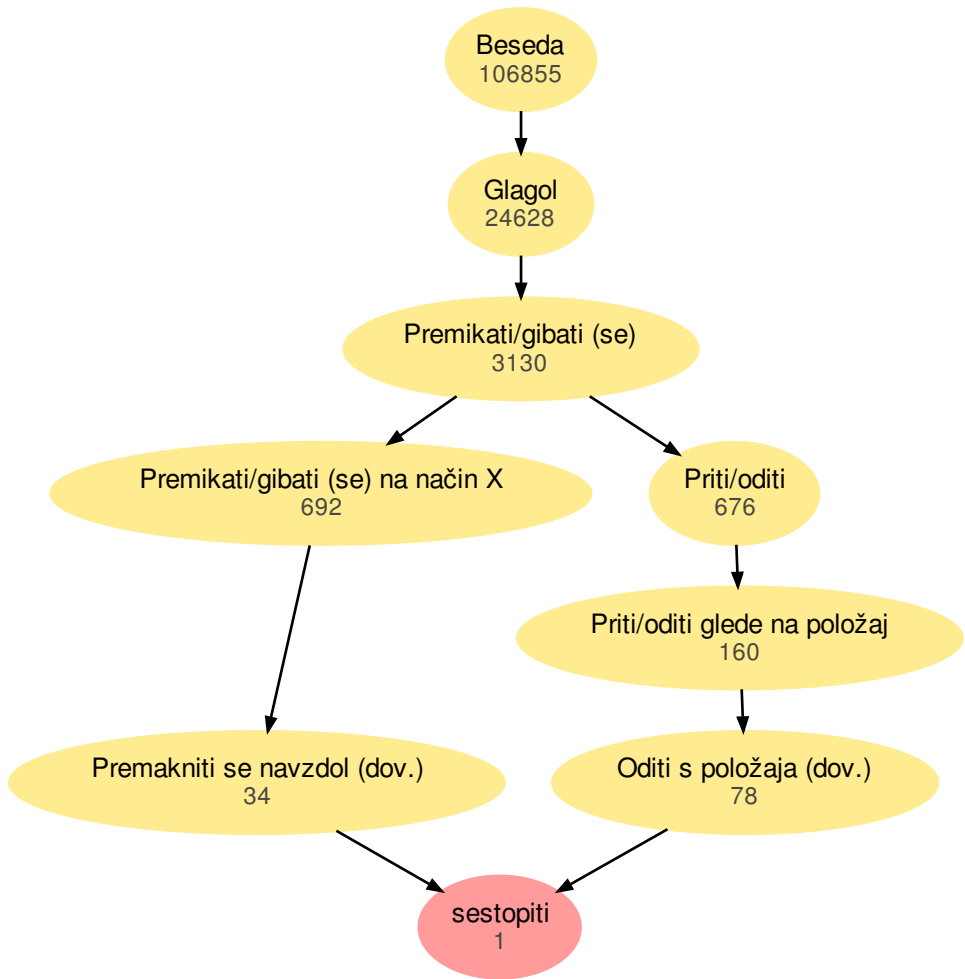 Beseda
106855
Glagol
24628
Premikati/gibati (se)
3130
Premikati/gibati (se) na način X
692
Priti/oditi
676
Priti/oditi glede na položaj
160
Premakniti se navzdol (dov.)
34
Oditi s položaja (dov.)
78
sestopiti
1